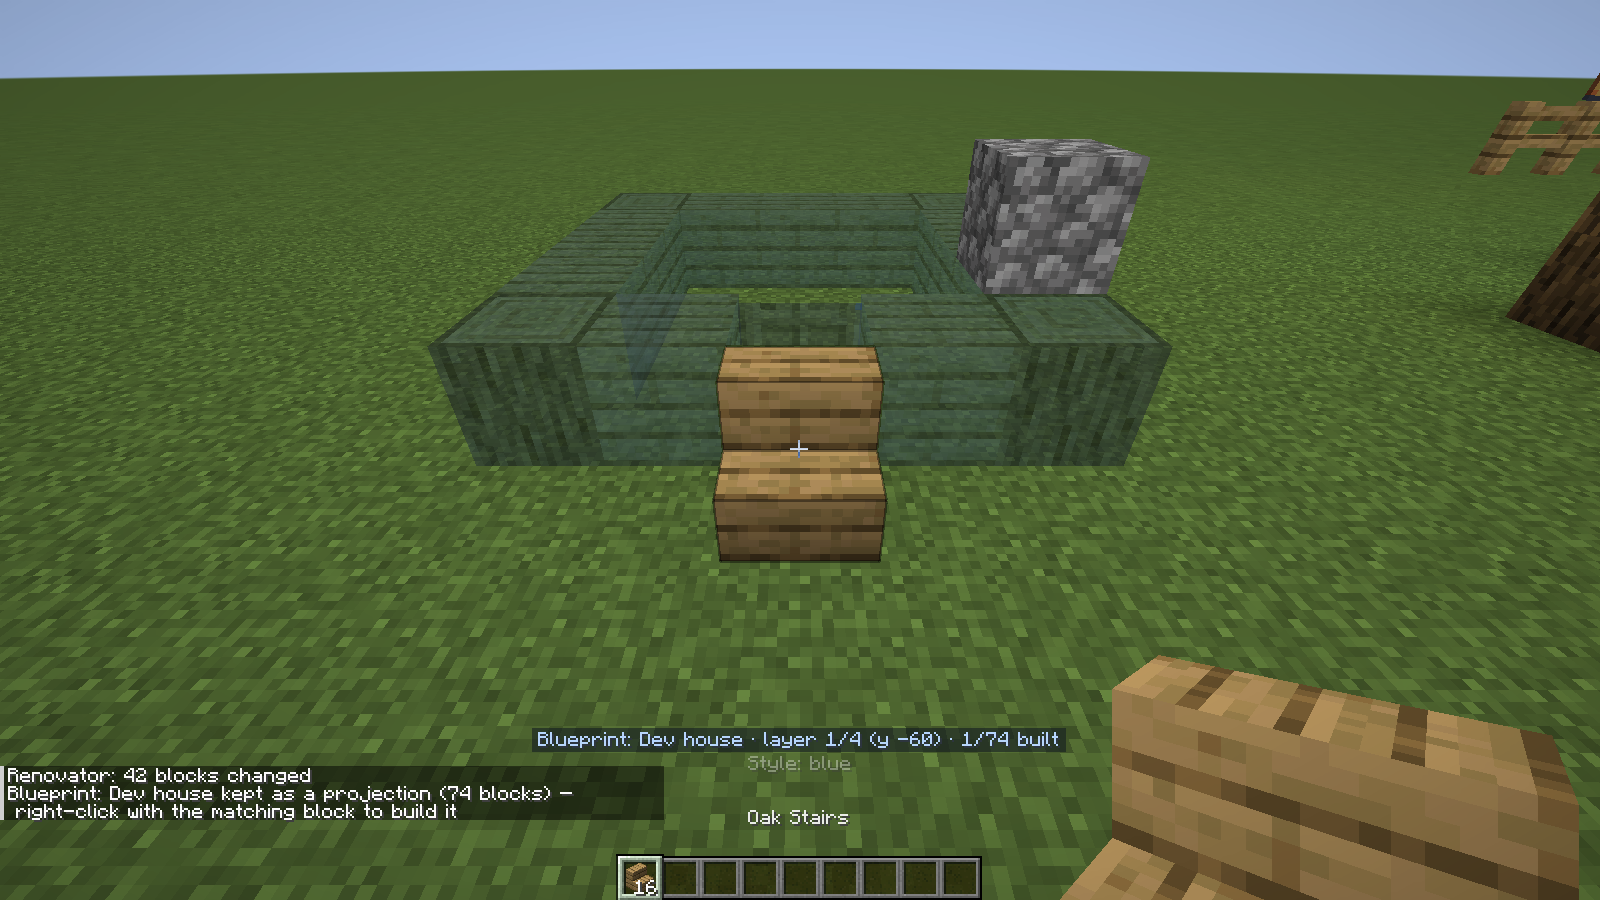 Blueprint: Dev house · layer 1/4 (y -60) · 1/74 built
Style: blue
Renovator: 42 blocks changed
Blueprint: Dev house kept as a projection (74 blocks) –
right-click with the matching block to build it
Oak Stairs
16